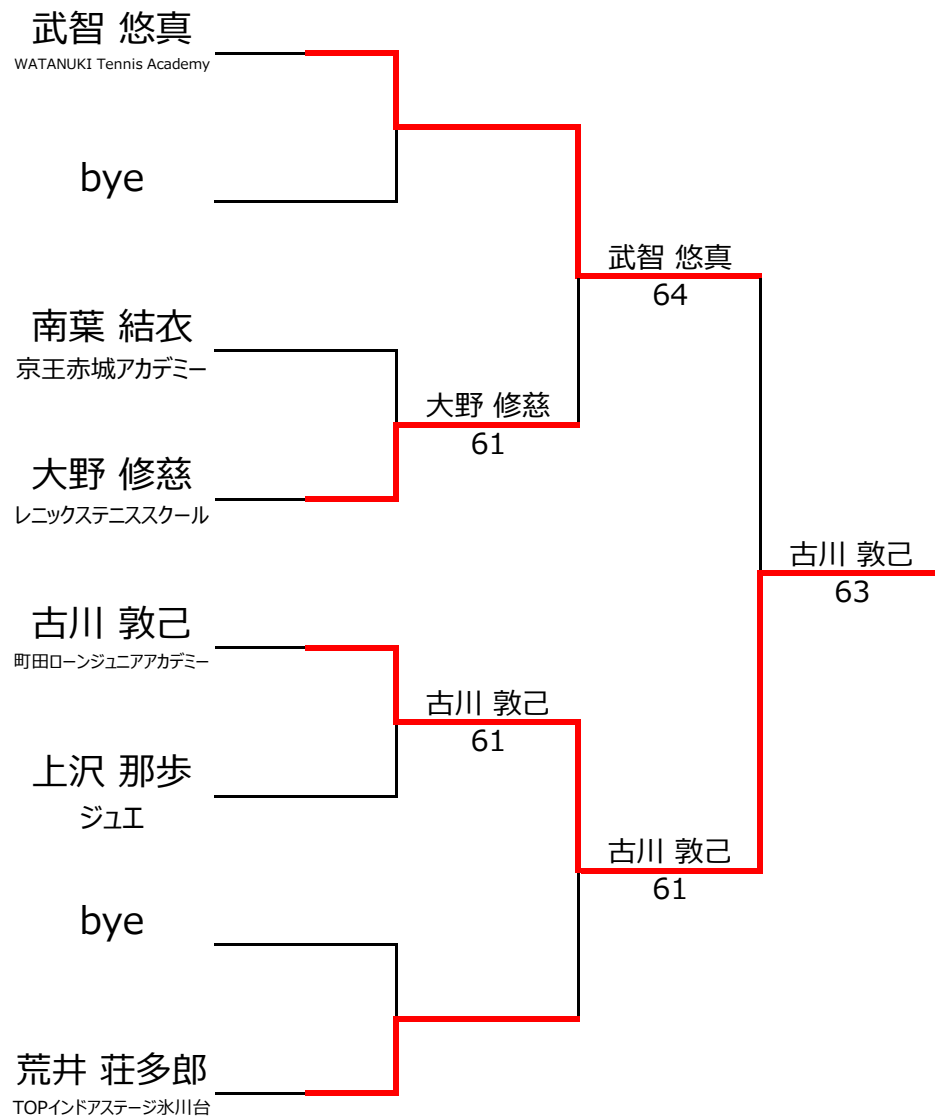 武智 悠真
WATANUKI Tennis Academy
bye
武智 悠真
64
南葉 結衣
京王赤城アカデミー
大野 修慈
61
大野 修慈
レニックステニススクール
古川 敦己
63
古川 敦己
町田ローンジュニアアカデミー
古川 敦己
61
上沢 那歩
ジュエ
古川 敦己
61
bye
荒井 荘多郎
TOPインドアステージ氷川台